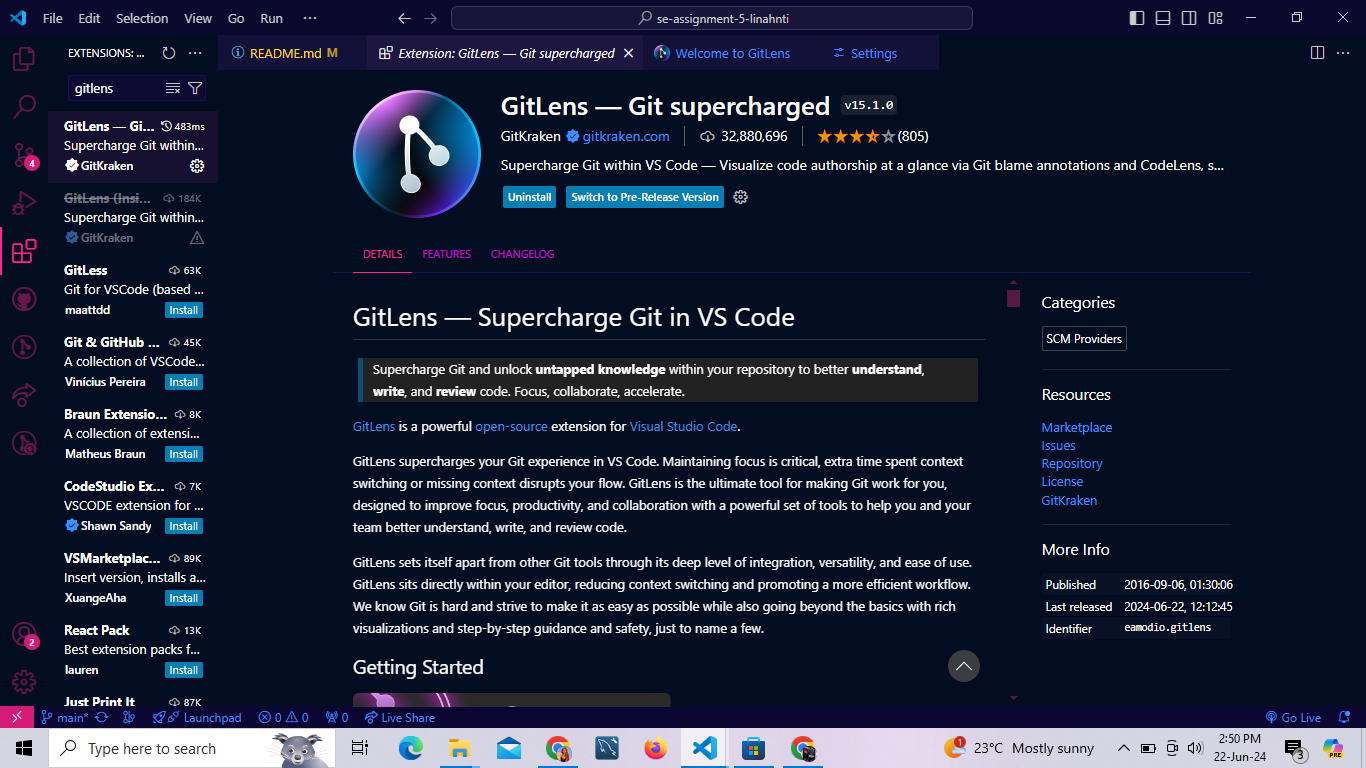 File Edit Selection View Go Run ··· se-assignment-5-linahnti
EXTENSIONS: ... ···
README.md M Extension: GitLens — Git supercharged Welcome to GitLens Settings ···
gitlens
GitLens — Gi... 483ms
Supercharge Git within...
GitKraken
GitLens (Insi... 184K
Supercharge Git within...
GitKraken
GitLess 63K
Git for VSCode (based ...
maattdd Install
Git & GitHub ... 45K
A collection of VSCode...
Vinícius Pereira Install
Braun Extensio... 8K
A collection of extensi...
Matheus Braun Install
CodeStudio Ex... 7K
VSCODE extension for ...
Shawn Sandy Install
VSMarketplac... 89K
Insert version, installs a...
XuangeAha Install
React Pack 13K
Best extension packs f...
lauren Install
Just Print It 87K
4
2
GitLens — Git supercharged v15.1.0
GitKraken gitkraken.com 32,880,696 (805)
Supercharge Git within VS Code — Visualize code authorship at a glance via Git blame annotations and CodeLens, s...
Uninstall Switch to Pre-Release Version
DETAILS FEATURES CHANGELOG
GitLens — Supercharge Git in VS Code
Supercharge Git and unlock untapped knowledge within your repository to better understand,
write, and review code. Focus, collaborate, accelerate.
GitLens is a powerful open-source extension for Visual Studio Code.
GitLens supercharges your Git experience in VS Code. Maintaining focus is critical, extra time spent context
switching or missing context disrupts your flow. GitLens is the ultimate tool for making Git work for you,
designed to improve focus, productivity, and collaboration with a powerful set of tools to help you and your
team better understand, write, and review code.
GitLens sets itself apart from other Git tools through its deep level of integration, versatility, and ease of use.
GitLens sits directly within your editor, reducing context switching and promoting a more efficient workflow.
We know Git is hard and strive to make it as easy as possible while also going beyond the basics with rich
visualizations and step-by-step guidance and safety, just to name a few.
Getting Started
Categories
SCM Providers
Resources
Marketplace
Issues
Repository
License
GitKraken
More Info
Published 2016-09-06, 01:30:06
Last released 2024-06-22, 12:12:45
Identifier eamodio.gitlens
main* Launchpad 0 0 0 Live Share Go Live
Type here to search 1 23°C Mostly sunny 2:50 PM 3 PRE
22-Jun-24